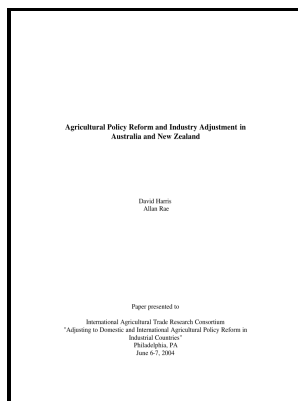 Agricultural Policy Reform and Industry Adjustment in
Australia and New Zealand
David Harris
Allan Rae
Paper presented to
International Agricultural Trade Research Consortium
"Adjusting to Domestic and International Agricultural Policy Reform in
Industrial Countries"
Philadelphia, PA
June 6-7, 2004